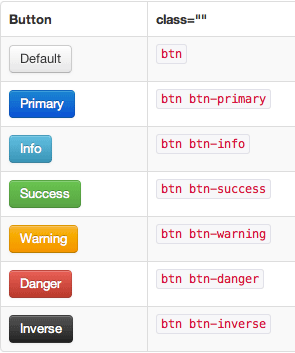 Button class=""
Default btn
Primary btn btn-primary
Info btn btn-info
Success btn btn-success
Warning btn btn-warning
Danger btn btn-danger
Inverse btn btn-inverse